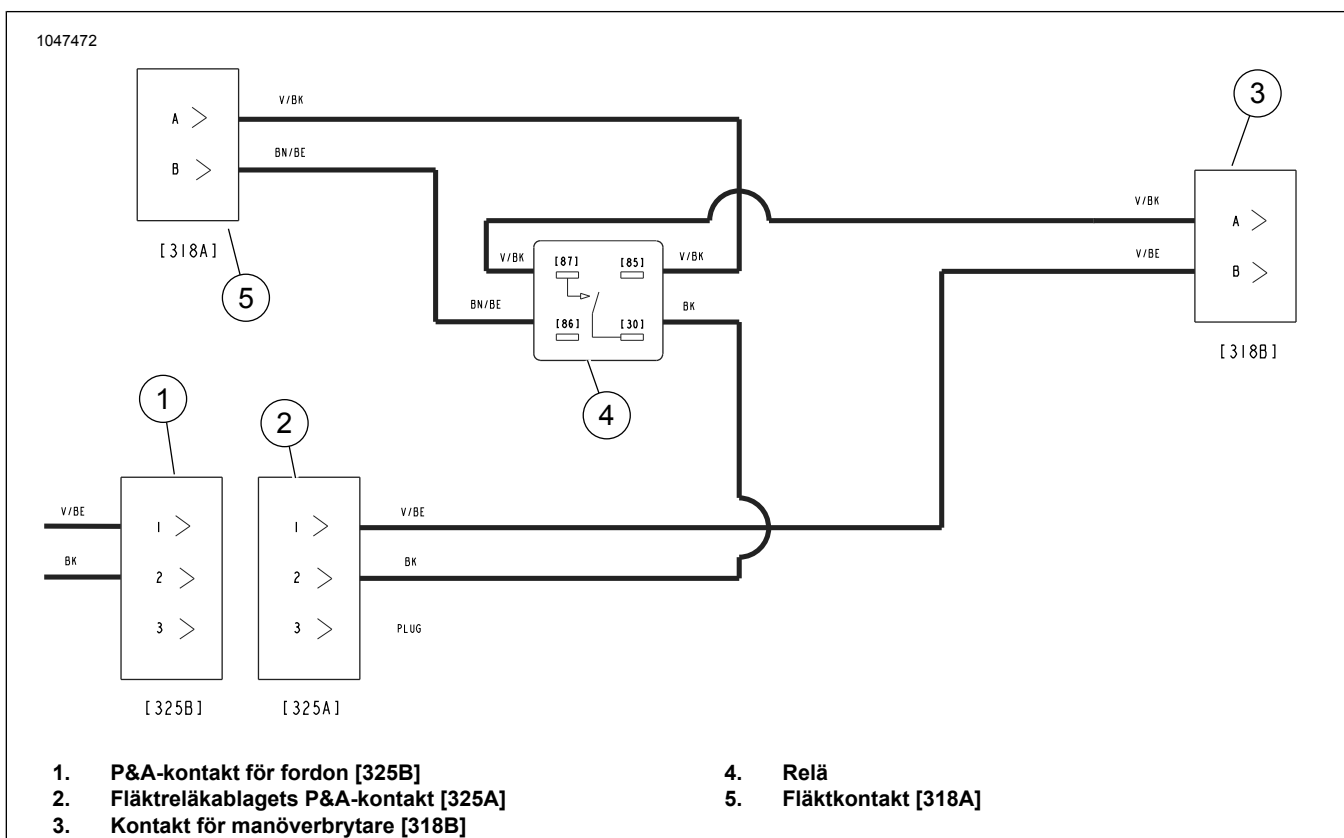 1047472
V/BK
A
BN/BE
B
[318A]
5
3
V/BK
A
V/BE
B
[318B]
V/BK
[87]
[85]
V/BK
BN/BE
[86]
[30]
BK
4
1
2
V/BE
1
BK
2
3
[325B]
1
V/BE
2
BK
3
PLUG
[325A]
1. P&A-kontakt för fordon [325B]
2. Fläktreläkablagets P&A-kontakt [325A]
3. Kontakt för manöverbrytare [318B]
4. Relä
5. Fläktkontakt [318A]